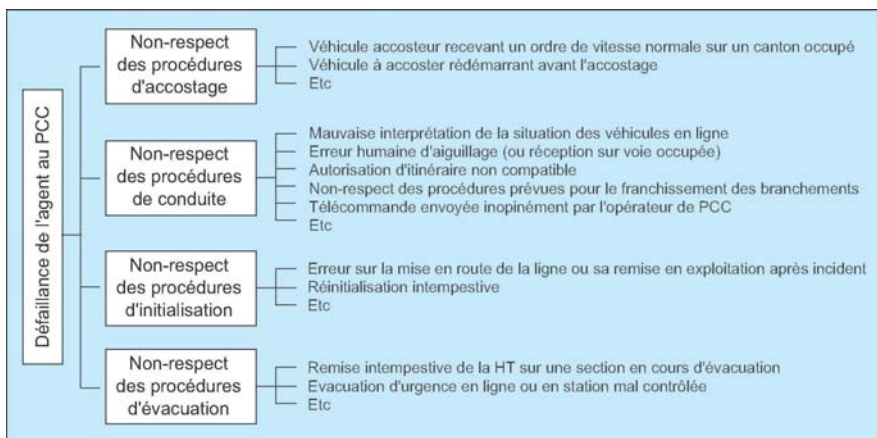 Défaillance de l'agent au PCC
Non-respect
des procédures
d'accostage
Véhicule accosteur recevant un ordre de vitesse normale sur un canton occupé
Véhicule à accoster rédémarrant avant l'accostage
Etc
Non-respect
des procédures
de conduite
Mauvaise interprétation de la situation des véhicules en ligne
Erreur humaine d'aiguillage (ou réception sur voie occupée)
Autorisation d'itinéraire non compatible
Non-respect des procédures prévues pour le franchissement des branchements
Télécommande envoyée inopinément par l'opérateur de PCC
Etc
Non-respect
des procédures
d'initialisation
Erreur sur la mise en route de la ligne ou sa remise en exploitation après incident
Réinitialisation intempestive
Etc
Non-respect
des procédures
d'évacuation
Remise intempestive de la HT sur une section en cours d'évacuation
Evacuation d'urgence en ligne ou en station mal contrôlée
Etc